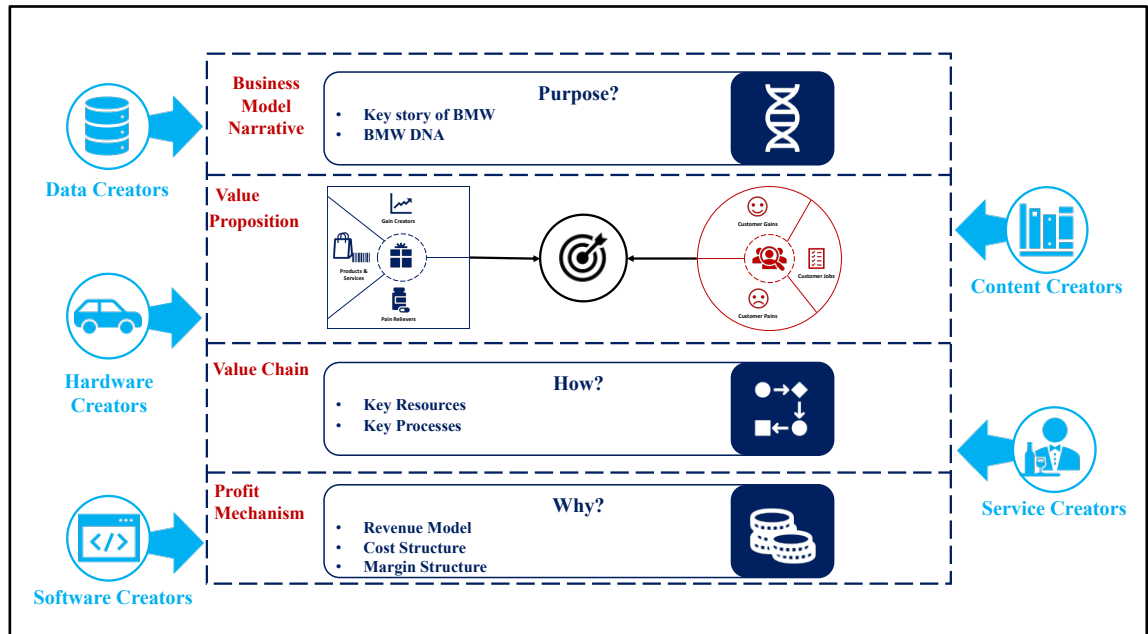 Business
Model
Narrative
Purpose?
• Key story of BMW
• BMW DNA
Data Creators
Value
Proposition
Gain Creators
Products &
Services
Pain Relievers
Customer Gains
Customer Jobs
Customer Pains
Content Creators
Hardware
Creators
Value Chain
How?
• Key Resources
• Key Processes
Service Creators
Profit
Mechanism
Why?
• Revenue Model
• Cost Structure
• Margin Structure
</>
Software Creators